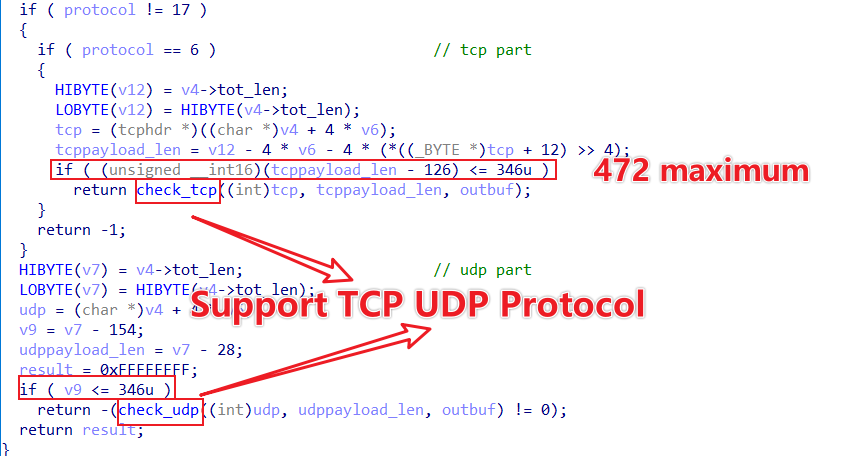 if ( protocol != 17 )
{
if ( protocol == 6 ) // tcp part
{
HIBYTE(v12) = v4->tot_len;
LOBYTE(v12) = HIBYTE(v4->tot_len);
tcp = (tcphdr *)((char *)v4 + 4 * v6);
tcppayload_len = v12 - 4 * v6 - 4 * (*((_BYTE *)tcp + 12) >> 4);
if ( (unsigned __int16)(tcppayload_len - 126) <= 346u ) 472 maximum
return check_tcp((int)tcp, tcppayload_len, outbuf);
}
return -1;
}
HIBYTE(v7) = v4->tot_len; // udp part
LOBYTE(v7) = HIBYTE(v4->tot_len);
Support TCP UDP Protocol
udp = (char *)v4 + 4
v9 = v7 - 154;
udppayload_len = v7 - 28;
result = 0xFFFFFFFF;
if ( v9 <= 346u )
return -(check_udp((int)udp, udppayload_len, outbuf) != 0);
return result;
}